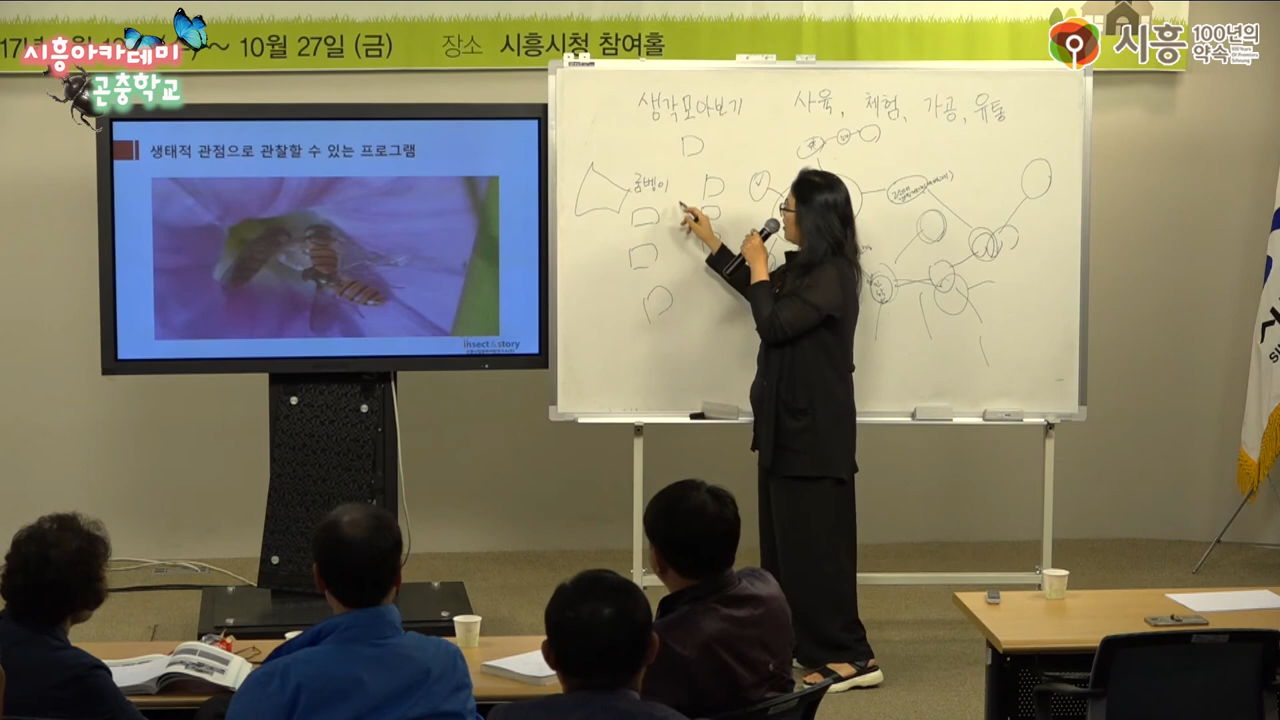 시흥아카데미
곤충학교
10월 27일 (금)
장소 시흥시청 참여홀
시흥 100년의 약속
생태적 관점으로 관찰할 수 있는 프로그램
insect&story
생각모아보기 사육, 체험, 가공, 유통
굼벵이